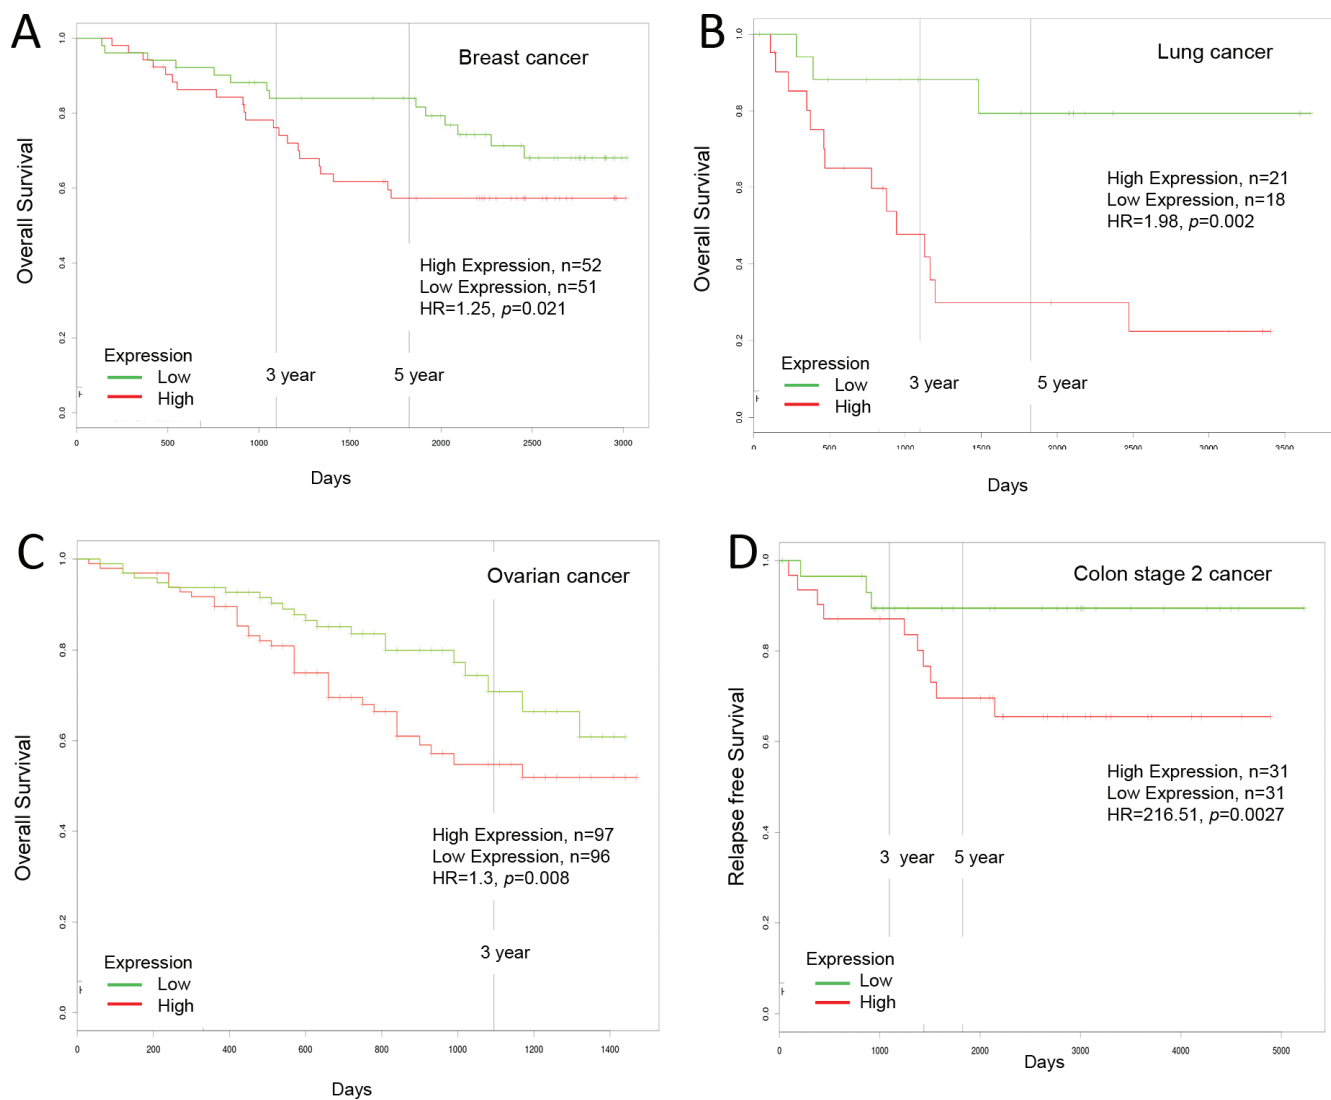 A
Breast cancer
Overall Survival
1.0
0.8
0.6
0.4
0.2
0.0
High Expression, n=52
Low Expression, n=51
HR=1.25, p=0.021
Expression
Low
High
3 year
5 year
0
500
1000
1500
2000
2500
3000
Days
B
Lung cancer
Overall Survival
1.0
0.8
0.6
0.4
0.2
0.0
High Expression, n=21
Low Expression, n=18
HR=1.98, p=0.002
Expression
Low
High
3 year
5 year
0
500
1000
1500
2000
2500
3000
3500
Days
C
Ovarian cancer
Overall Survival
1.0
0.8
0.6
0.4
0.2
0.0
High Expression, n=97
Low Expression, n=96
HR=1.3, p=0.008
3 year
Expression
Low
High
0
200
400
600
800
1000
1200
1400
Days
D
Colon stage 2 cancer
Relapse free Survival
1.0
0.8
0.6
0.4
0.2
0.0
High Expression, n=31
Low Expression, n=31
HR=216.51, p=0.0027
3 year
5 year
Expression
Low
High
0
1000
2000
3000
4000
5000
Days